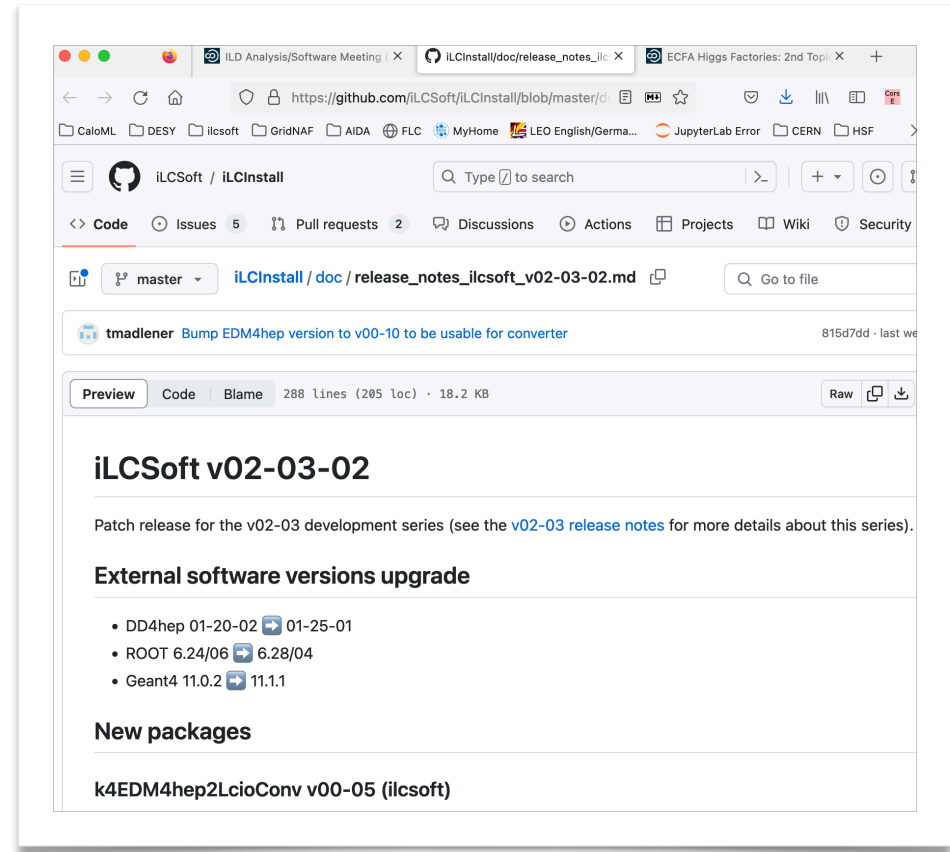 ILD Analysis/Software Meeting
iLCInstall/doc/release_notes_ilc
ECFA Higgs Factories: 2nd Topic
https://github.com/iLCSoft/iLCInstall/blob/master/d
Cors
E
CaloML DESY ilcsoft GridNAF AIDA FLC MyHome LEO English/Germa... JupyterLab Error CERN HSF
iLCSoft / iLCInstall Type / to search
<> Code Issues 5 Pull requests 2 Discussions Actions Projects Wiki Security
master iLCInstall / doc / release_notes_ilcsoft_v02-03-02.md Go to file
tmadlener Bump EDM4hep version to v00-10 to be usable for converter 815d7dd · last we
Preview Code Blame 288 lines (205 loc) · 18.2 KB Raw
iLCSoft v02-03-02
Patch release for the v02-03 development series (see the v02-03 release notes for more details about this series).
External software versions upgrade
• DD4hep 01-20-02 ➡️ 01-25-01
• ROOT 6.24/06 ➡️ 6.28/04
• Geant4 11.0.2 ➡️ 11.1.1
New packages
k4EDM4hep2LcioConv v00-05 (ilcsoft)